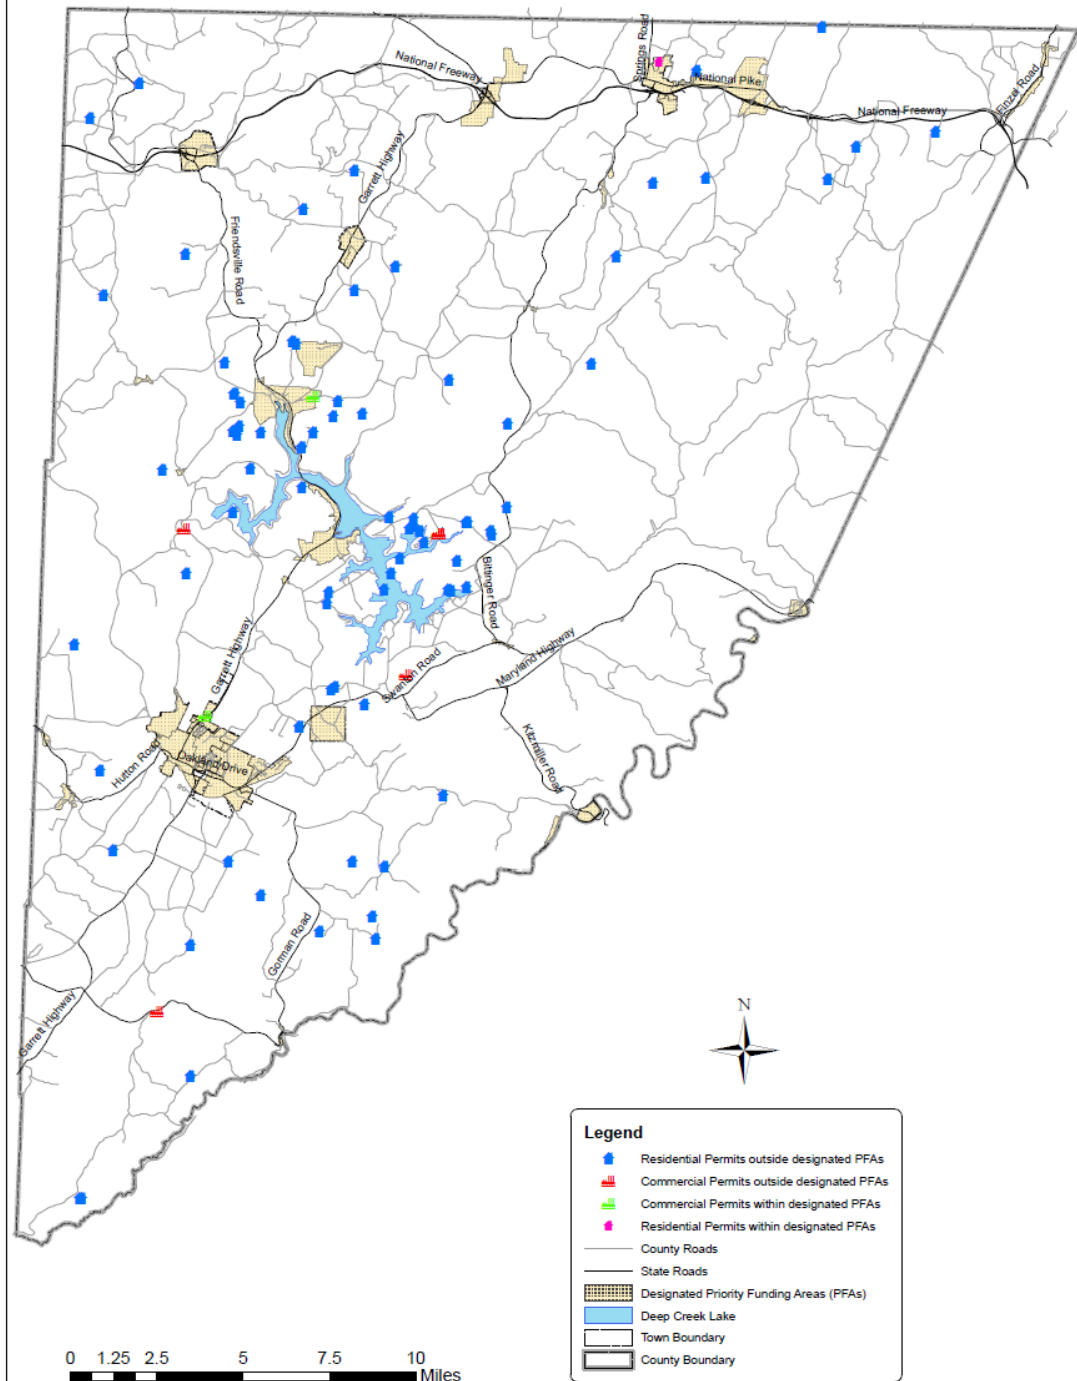 National Freeway
Springs Road
National Pike
National Freeway
Finzel Road
Garrett Highway
Friendsville Road
Bittinger Road
Garrett Highway
Swanton Road
Maryland Highway
Kitzmiller Road
Hutton Road
Oakland Drive
Gorman Road
Garrett Highway
N
Legend
Residential Permits outside designated PFAs
Commercial Permits outside designated PFAs
Commercial Permits within designated PFAs
Residential Permits within designated PFAs
County Roads
State Roads
Designated Priority Funding Areas (PFAs)
Deep Creek Lake
Town Boundary
County Boundary
0 1.25 2.5 5 7.5 10
Miles